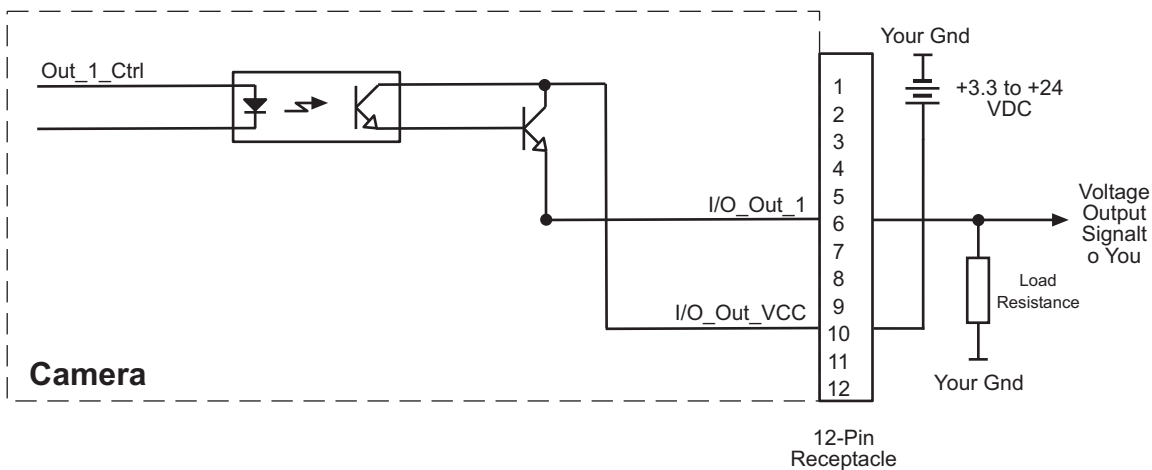 Your Gnd
Out_1_Ctrl
+3.3 to +24
VDC
1
2
3
4
5
6
7
8
9
10
11
12
I/O_Out_1
I/O_Out_VCC
Voltage
Output
Signalt
o You
Load
Resistance
Your Gnd
Camera
12-Pin
Receptacle